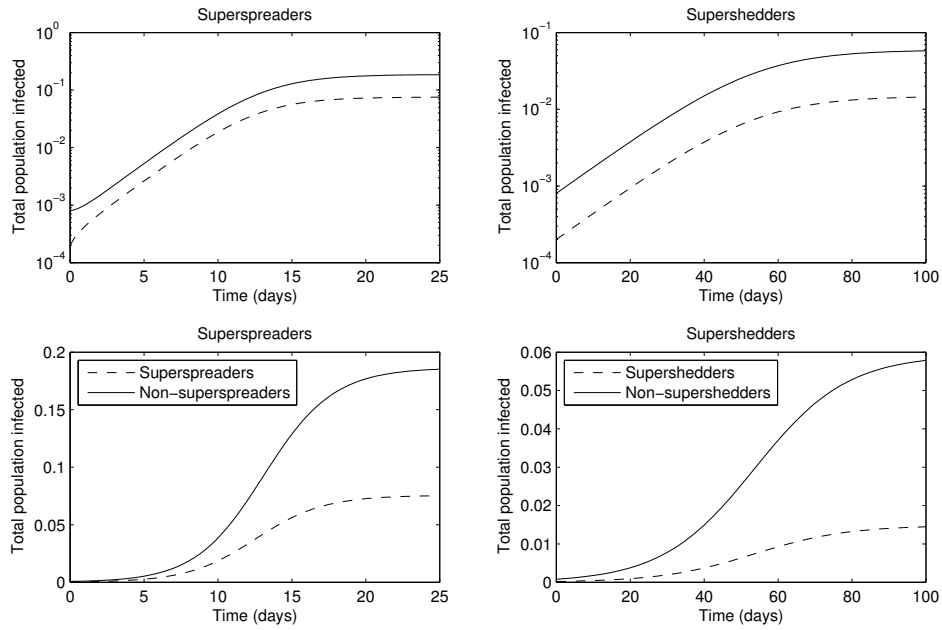 Superspreaders
Total population infected
10^0
10^-1
10^-2
10^-3
10^-4
0 5 10 15 20 25
Time (days)
Supershedders
Total population infected
10^-1
10^-2
10^-3
10^-4
0 20 40 60 80 100
Time (days)
Superspreaders
Total population infected
0.2
0.15
0.1
0.05
0
Superspreaders
Non−superspreaders
0 5 10 15 20 25
Time (days)
Supershedders
Total population infected
0.06
0.05
0.04
0.03
0.02
0.01
0
Supershedders
Non−supershedders
0 20 40 60 80 100
Time (days)